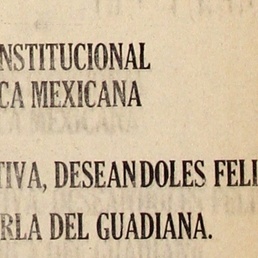 NSTITUCIONAL
CA MEXICANA
TIVA, DESEANDOLES FELI
RLA DEL GUADIANA.